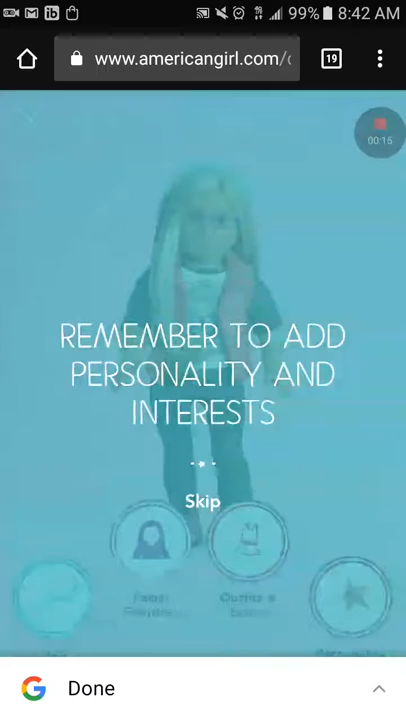 99% 8:42 AM
www.americangirl.com/
19
00:15
REMEMBER TO ADD
PERSONALITY AND
INTERESTS
Skip
Done